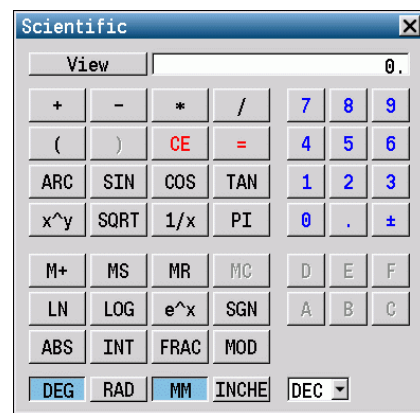 Scientific
View 0.
+ - * / 7 8 9
( ) CE = 4 5 6
ARC SIN COS TAN 1 2 3
x^y SQRT 1/x PI 0 . ±
M+ MS MR MC D E F
LN LOG e^x SGN A B C
ABS INT FRAC MOD
DEG RAD MM INCHE DEC